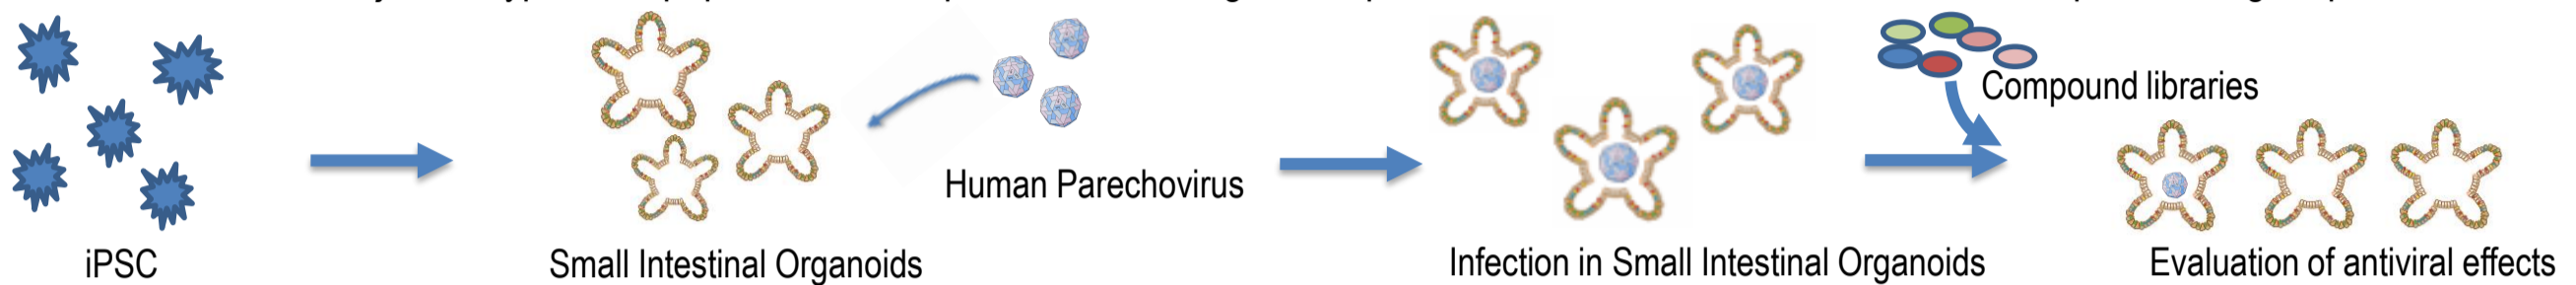 iPSC
Small Intestinal Organoids
Human Parechovirus
Infection in Small Intestinal Organoids
Compound libraries
Evaluation of antiviral effects